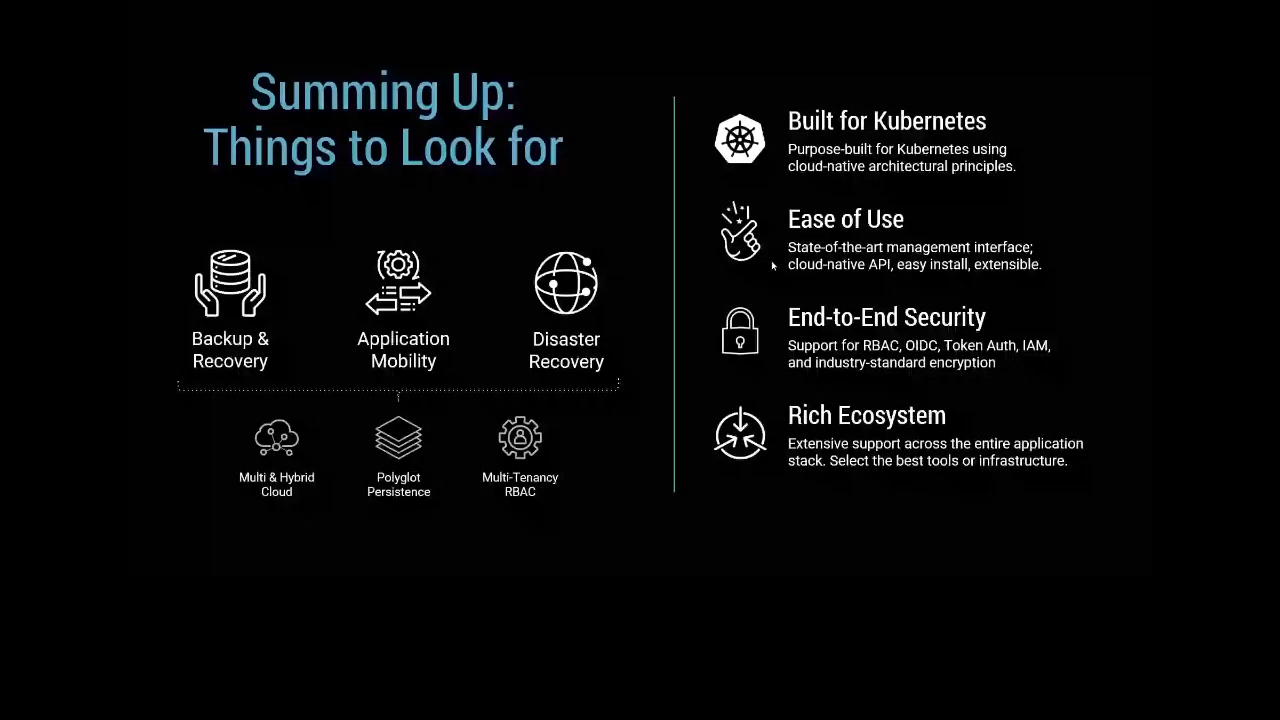 Summing Up:
Things to Look for
Backup &
Recovery
Application
Mobility
Disaster
Recovery
Multi & Hybrid
Cloud
Polyglot
Persistence
Multi-Tenancy
RBAC
Built for Kubernetes
Purpose-built for Kubernetes using
cloud-native architectural principles.
Ease of Use
State-of-the-art management interface;
cloud-native API, easy install, extensible.
End-to-End Security
Support for RBAC, OIDC, Token Auth, IAM,
and industry-standard encryption
Rich Ecosystem
Extensive support across the entire application
stack. Select the best tools or infrastructure.